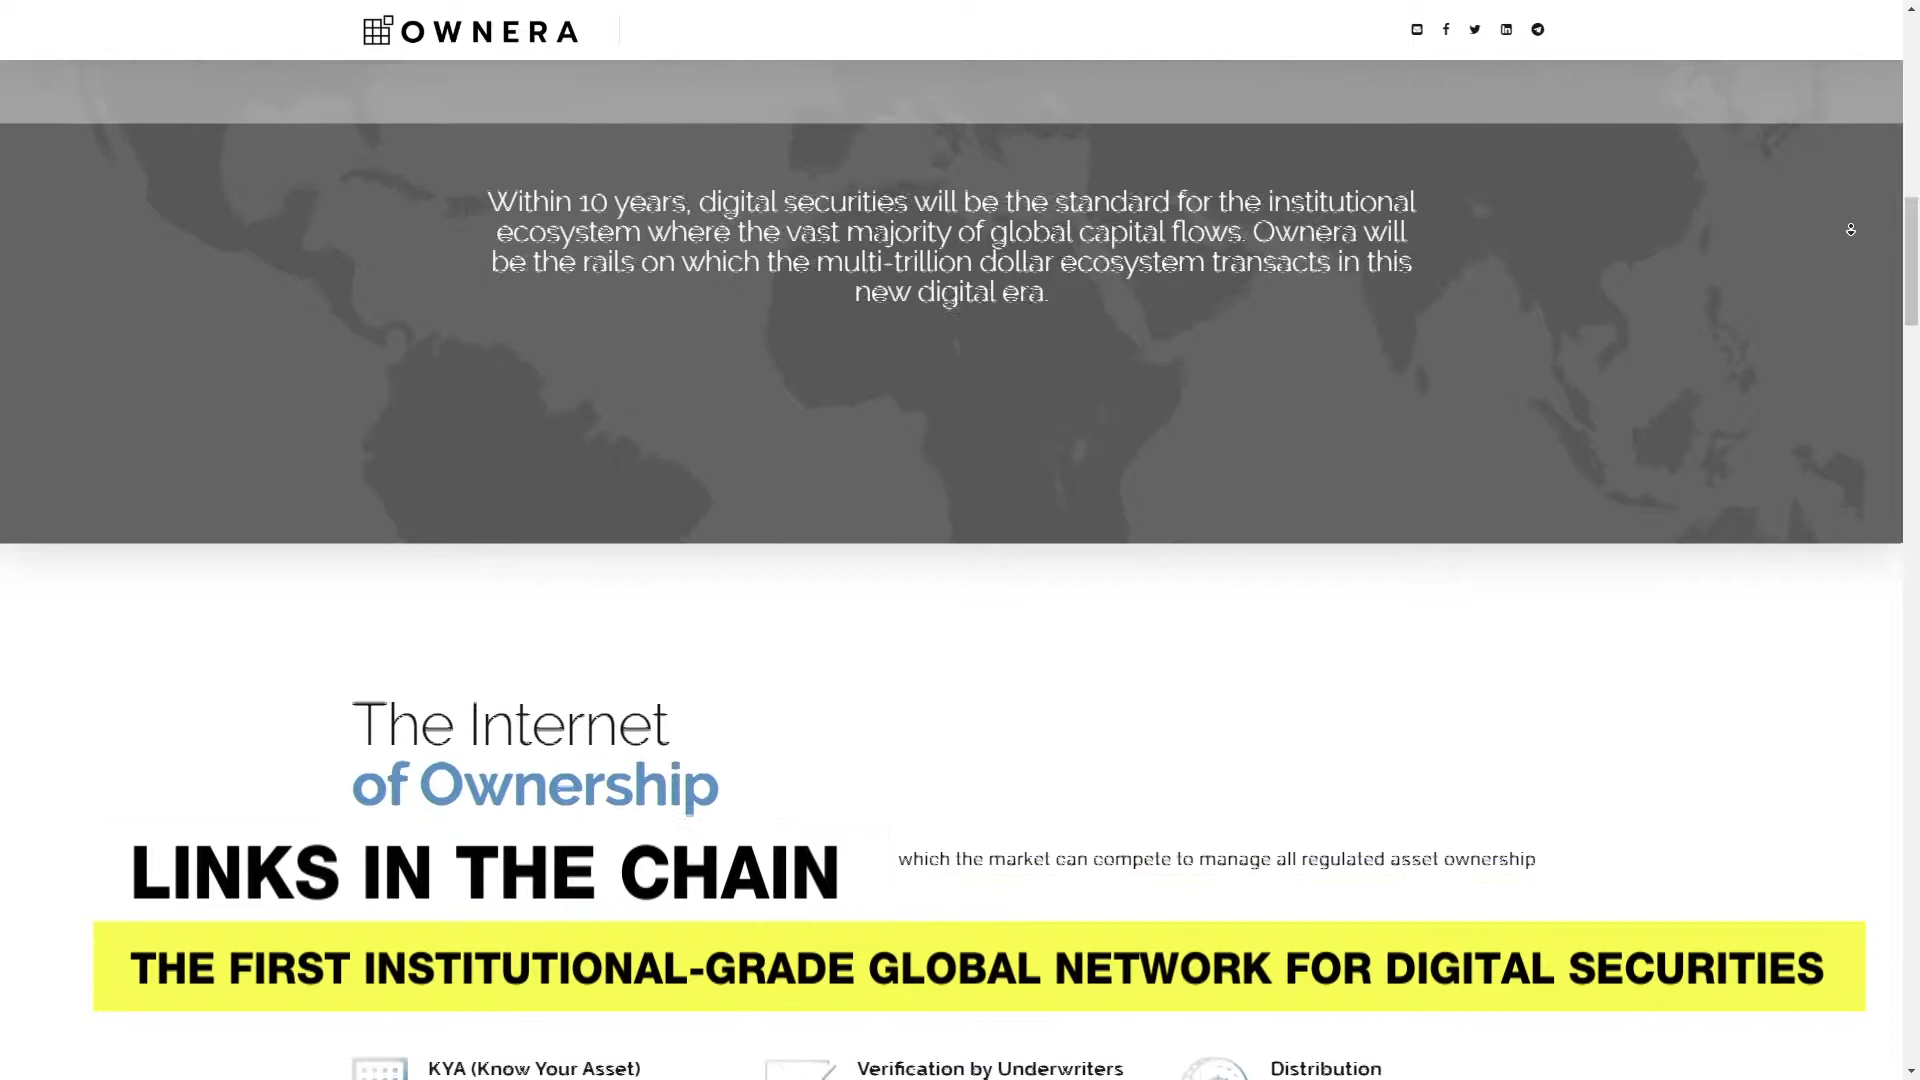 OWNERA
Within 10 years, digital securities will be the standard for the institutional
ecosystem where the vast majority of global capital flows. Ownera will
be the rails on which the multi-trillion dollar ecosystem transacts in this
new digital era.
The Internet
of Ownership
LINKS IN THE CHAIN
which the market can compete to manage all regulated asset ownership
THE FIRST INSTITUTIONAL-GRADE GLOBAL NETWORK FOR DIGITAL SECURITIES
KYA (Know Your Asset)
Verification by Underwriters
Distribution